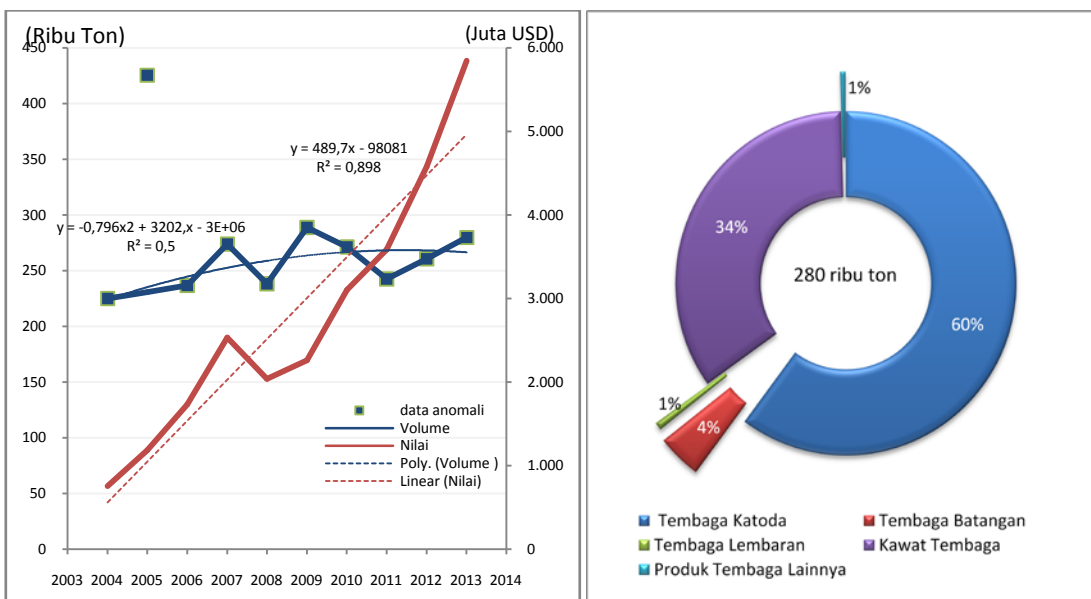 (Ribu Ton)
(Juta USD)
450
400
350
300
250
200
150
100
50
0
6.000
5.000
4.000
3.000
2.000
1.000
0
y = 489,7x - 98081
R² = 0,898
y = -0,796x2 + 3202,x - 3E+06
R² = 0,5
data anomali
Volume
Nilai
Poly. (Volume )
Linear (Nilai)
2003 2004 2005 2006 2007 2008 2009 2010 2011 2012 2013 2014
1%
34%
280 ribu ton
60%
1%
4%
Tembaga Katoda
Tembaga Batangan
Tembaga Lembaran
Kawat Tembaga
Produk Tembaga Lainnya